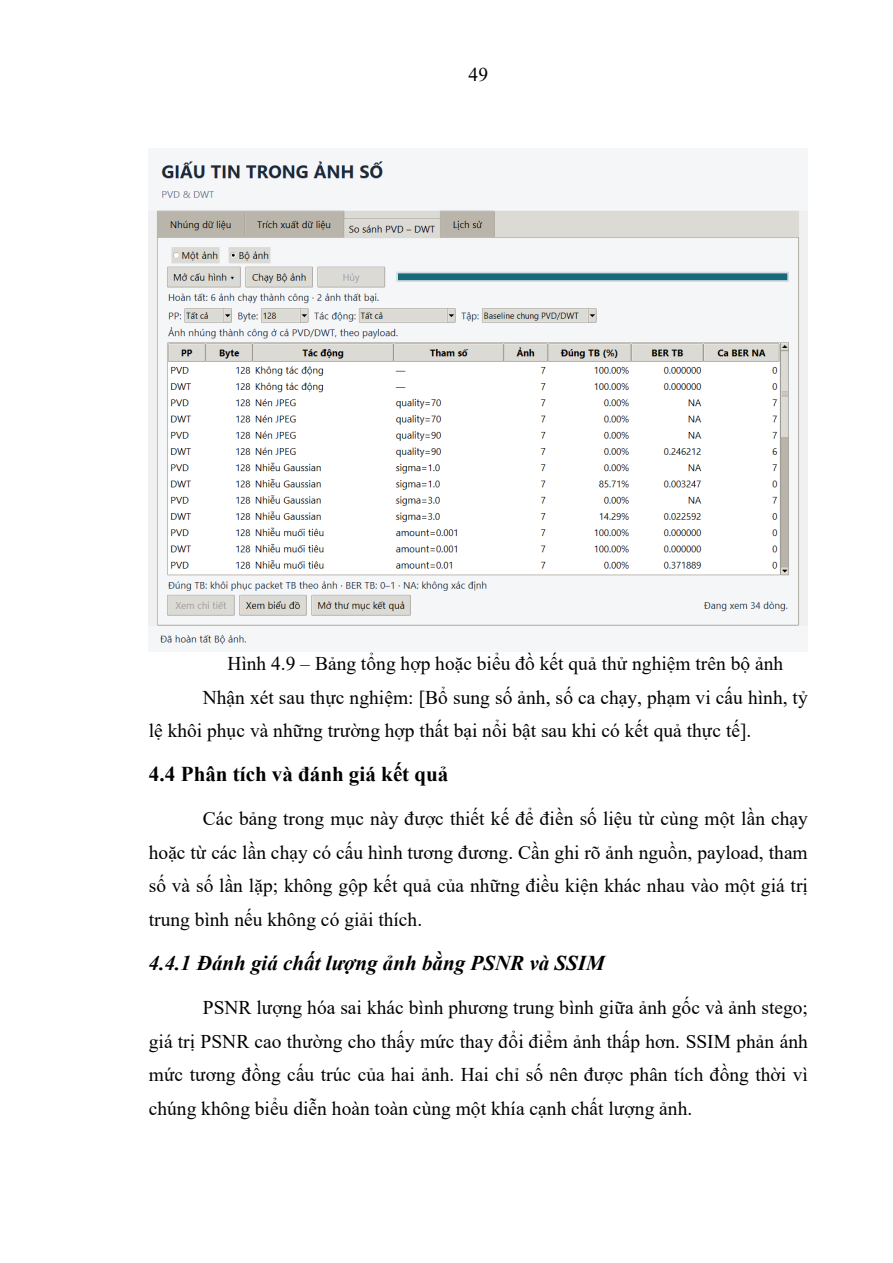 49
GIẤU TIN TRONG ẢNH SỐ
PVD & DWT
Nhúng dữ liệu Trích xuất dữ liệu So sánh PVD – DWT Lịch sử
Một ảnh Bộ ảnh
Mở cấu hình Chạy Bộ ảnh Hủy
Hoàn tất: 6 ảnh chạy thành công · 2 ảnh thất bại.
PP: Tất cả Byte: 128 Tác động: Tất cả Tập: Baseline chung PVD/DWT
Ảnh nhúng thành công ở cả PVD/DWT, theo payload.
PP Byte Tác động Tham số Ảnh Đúng TB (%) BER TB Ca BER NA
PVD 128 Không tác động — 7 100.00% 0.000000 0
DWT 128 Không tác động — 7 100.00% 0.000000 0
PVD 128 Nén JPEG quality=70 7 0.00% NA 7
DWT 128 Nén JPEG quality=70 7 0.00% NA 7
PVD 128 Nén JPEG quality=90 7 0.00% NA 7
DWT 128 Nén JPEG quality=90 7 0.00% 0.246212 6
PVD 128 Nhiễu Gaussian sigma=1.0 7 0.00% NA 7
DWT 128 Nhiễu Gaussian sigma=1.0 7 85.71% 0.003247 0
PVD 128 Nhiễu Gaussian sigma=3.0 7 0.00% NA 7
DWT 128 Nhiễu Gaussian sigma=3.0 7 14.29% 0.022592 0
PVD 128 Nhiễu muối tiêu amount=0.001 7 100.00% 0.000000 0
DWT 128 Nhiễu muối tiêu amount=0.001 7 100.00% 0.000000 0
PVD 128 Nhiễu muối tiêu amount=0.01 7 0.00% 0.371889 0
Đúng TB: khôi phục packet TB theo ảnh · BER TB: 0–1 · NA: không xác định
Xem chi tiết Xem biểu đồ Mở thư mục kết quả Đang xem 34 dòng.
Đã hoàn tất Bộ ảnh.
Hình 4.9 – Bảng tổng hợp hoặc biểu đồ kết quả thử nghiệm trên bộ ảnh
Nhận xét sau thực nghiệm: [Bổ sung số ảnh, số ca chạy, phạm vi cấu hình, tỷ
lệ khôi phục và những trường hợp thất bại nổi bật sau khi có kết quả thực tế].
4.4 Phân tích và đánh giá kết quả
Các bảng trong mục này được thiết kế để điền số liệu từ cùng một lần chạy
hoặc từ các lần chạy có cấu hình tương đương. Cần ghi rõ ảnh nguồn, payload, tham
số và số lần lặp; không gộp kết quả của những điều kiện khác nhau vào một giá trị
trung bình nếu không có giải thích.
4.4.1 Đánh giá chất lượng ảnh bằng PSNR và SSIM
PSNR lượng hóa sai khác bình phương trung bình giữa ảnh gốc và ảnh stego;
giá trị PSNR cao thường cho thấy mức thay đổi điểm ảnh thấp hơn. SSIM phản ánh
mức tương đồng cấu trúc của hai ảnh. Hai chỉ số nên được phân tích đồng thời vì
chúng không biểu diễn hoàn toàn cùng một khía cạnh chất lượng ảnh.